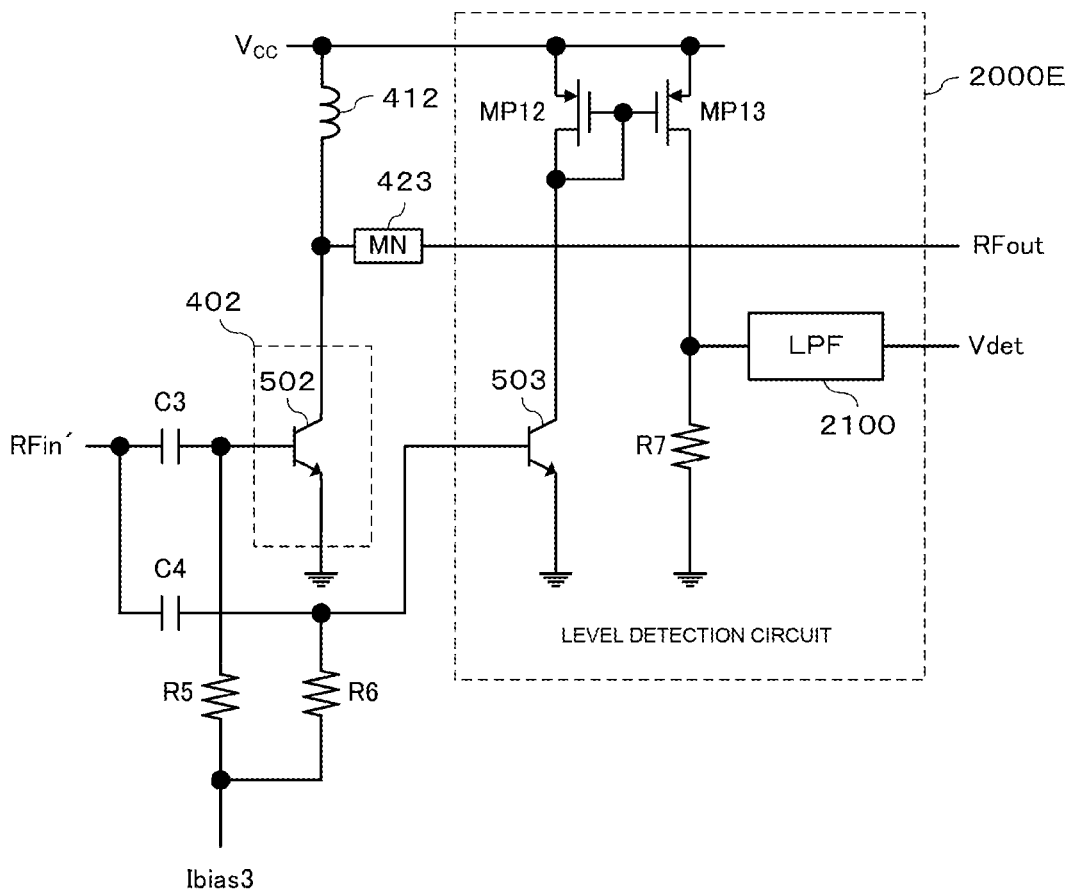 V_CC
412
MP12
MP13
2000E
423
MN
RFout
402
LPF
Vdet
502
503
2100
C3
R7
RFin´
C4
LEVEL DETECTION CIRCUIT
R5
R6
Ibias3